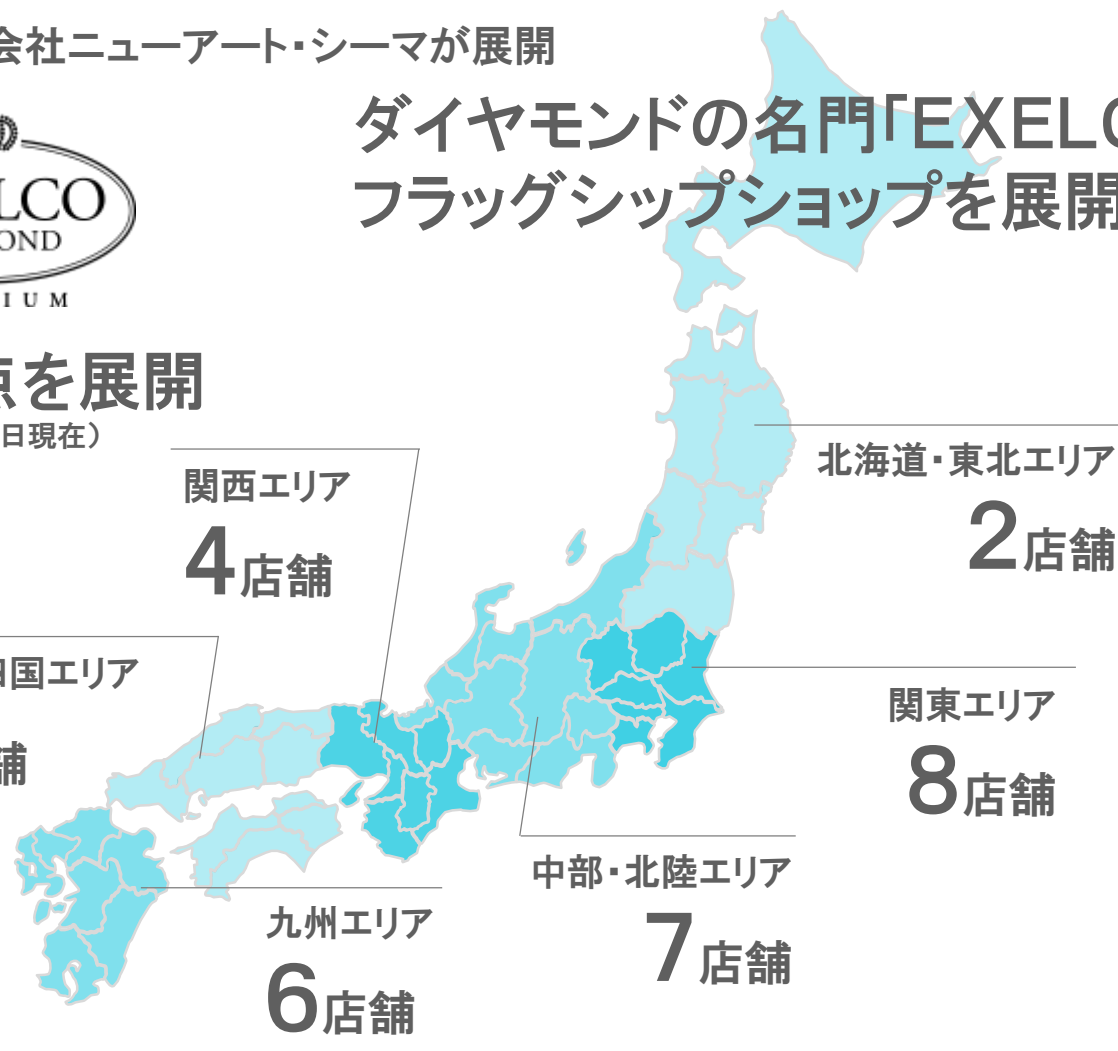 会社ニューアート・シーマが展開
ダイヤモンドの名門「EXELC
フラッグシップショップを展開
LCO
OND
IUM
点を展開
日現在）
関西エリア
4店舗
北海道・東北エリア
2店舗
国エリア
舗
関東エリア
8店舗
中部・北陸エリア
7店舗
九州エリア
6店舗